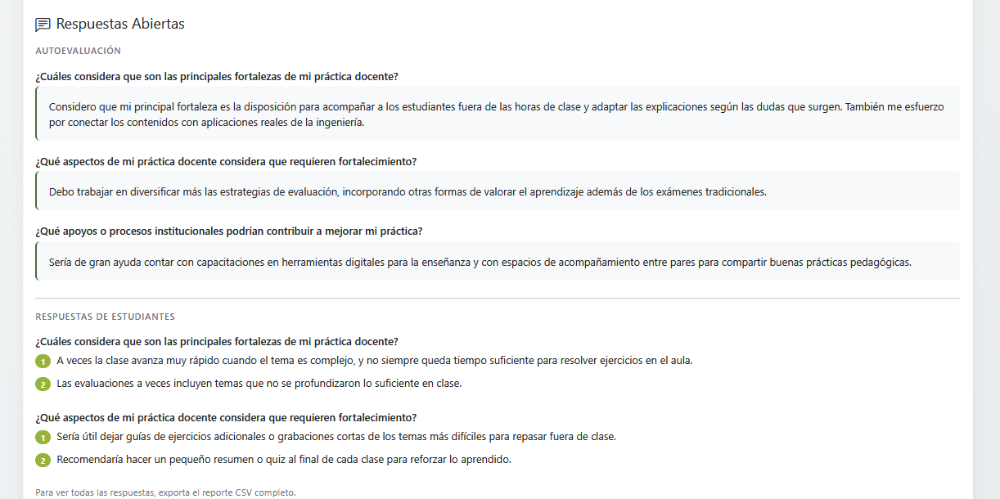 Respuestas Abiertas
AUTOEVALUACIÓN
¿Cuáles considera que son las principales fortalezas de mi práctica docente?
Considero que mi principal fortaleza es la disposición para acompañar a los estudiantes fuera de las horas de clase y adaptar las explicaciones según las dudas que surgen. También me esfuerzo
por conectar los contenidos con aplicaciones reales de la ingeniería.
¿Qué aspectos de mi práctica docente considera que requieren fortalecimiento?
Debo trabajar en diversificar más las estrategias de evaluación, incorporando otras formas de valorar el aprendizaje además de los exámenes tradicionales.
¿Qué apoyos o procesos institucionales podrían contribuir a mejorar mi práctica?
Sería de gran ayuda contar con capacitaciones en herramientas digitales para la enseñanza y con espacios de acompañamiento entre pares para compartir buenas prácticas pedagógicas.
RESPUESTAS DE ESTUDIANTES
¿Cuáles considera que son las principales fortalezas de mi práctica docente?
1 A veces la clase avanza muy rápido cuando el tema es complejo, y no siempre queda tiempo suficiente para resolver ejercicios en el aula.
2 Las evaluaciones a veces incluyen temas que no se profundizaron lo suficiente en clase.
¿Qué aspectos de mi práctica docente considera que requieren fortalecimiento?
1 Sería útil dejar guías de ejercicios adicionales o grabaciones cortas de los temas más difíciles para repasar fuera de clase.
2 Recomendaría hacer un pequeño resumen o quiz al final de cada clase para reforzar lo aprendido.
Para ver todas las respuestas, exporta el reporte CSV completo.